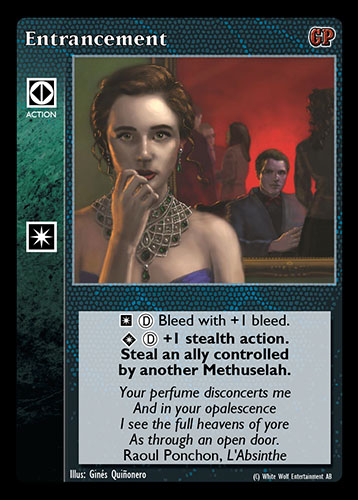 Entrancement
GP
ACTION
D Bleed with +1 bleed.
D +1 stealth action.
Steal an ally controlled
by another Methuselah.
Your perfume disconcerts me
And in your opalescence
I see the full heavens of yore
As through an open door.
Raoul Ponchon, L'Absinthe
Illus: Ginés Quiñonero
(C) White Wolf Entertainment AB